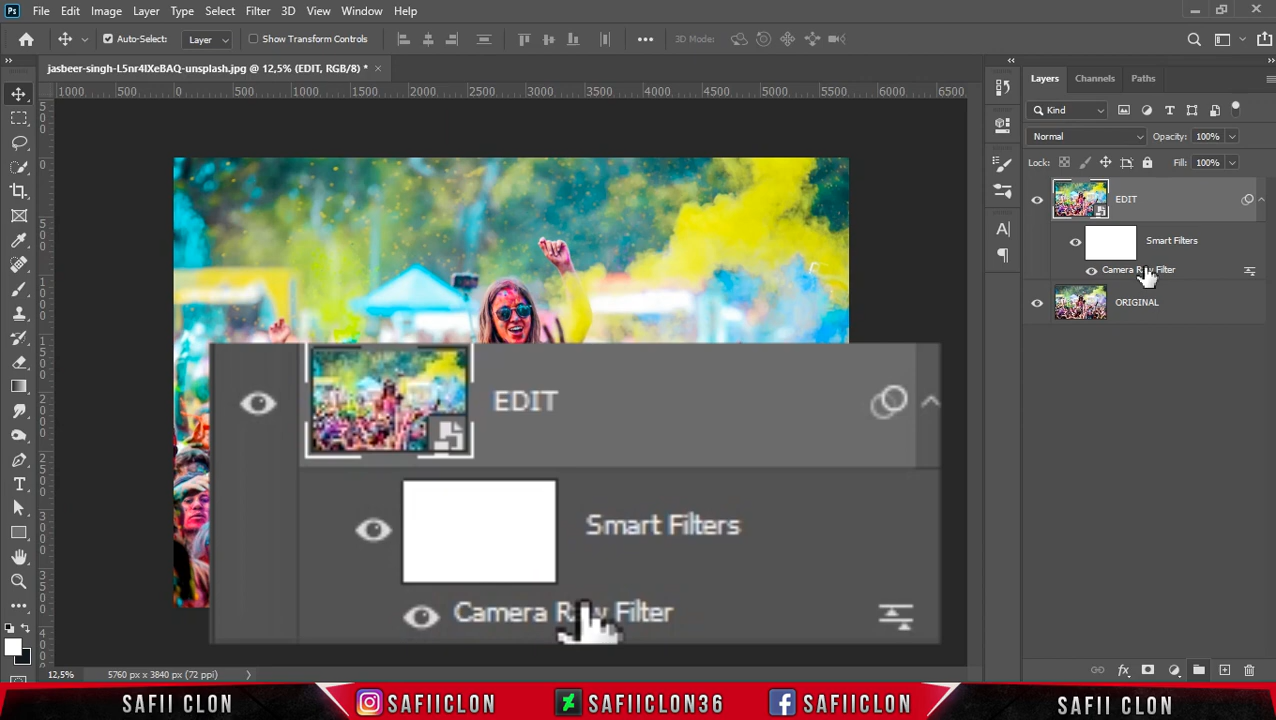 Ps File Edit Image Layer Type Select Filter 3D View Window Help
Auto-Select: Layer Show Transform Controls 3D Mode:
jasbeer-singh-L5nr4IXeBAQ-unsplash.jpg @ 12,5% (EDIT, RGB/8) *
1000 500 0 500 1000 1500 2000 2500 3000 3500 4000 4500 5000 5500 6000 6500
Layers Channels Paths
Kind
Normal Opacity: 100%
Lock: Fill: 100%
EDIT
Smart Filters
Camera Raw Filter
ORIGINAL
EDIT
Smart Filters
Camera Raw Filter
12,5% 5760 px x 3840 px (72 ppi)
SAFII CLON SAFIICLON SAFIICLON36 SAFIICLON SAFII CLON